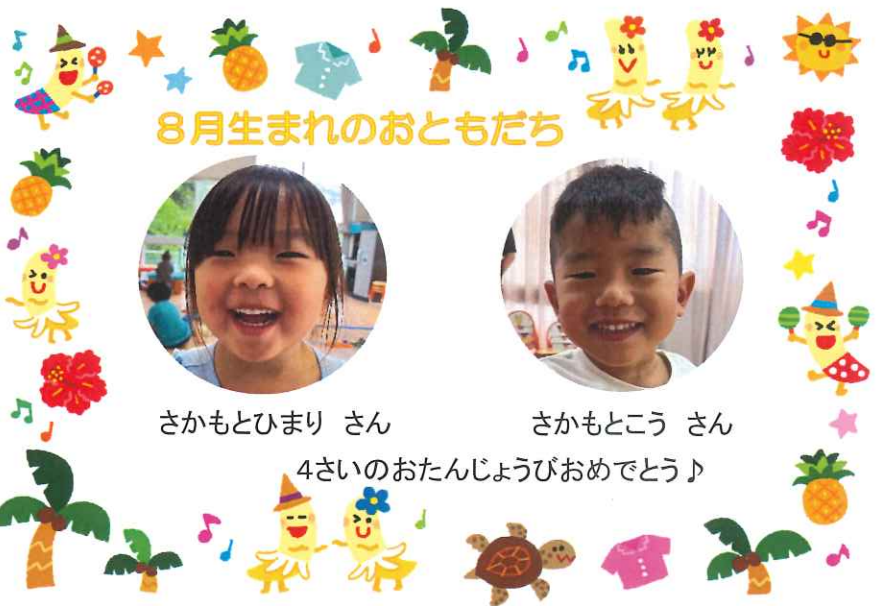 8月生まれのおともだち
さかもとひまり さん
さかもとこう さん
4さいのおたんじょうびおめでとう♪